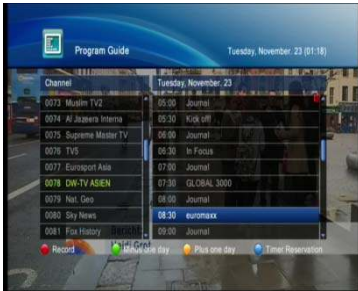 Program Guide
Tuesday, November. 23 (01:18)
Channel
Tuesday, November. 23
0073 Muslim TV2
05:00 Journal
0074 Al Jazeera Interna
05:30 Kick off!
0075 Supreme Master TV
06:00 Journal
0076 TV5
06:30 In Focus
0077 Eurosport Asia
07:00 Journal
0078 DW-TV ASIEN
07:30 GLOBAL 3000
0079 Nat. Geo
08:00 Journal
0080 Sky News
08:30 euromaxx
0081 Fox History
09:00 Journal
Bericht
Record
Minus one day
Plus one day
Timer Reservation